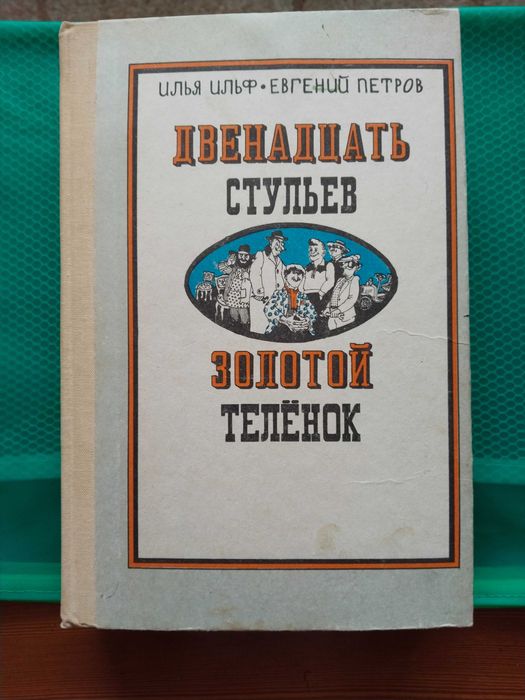 ИЛЬЯ ИЛЬФ • ЕВГЕНИЙ ПЕТРОВ
ДВЕНАДЦАТЬ
СТУЛЬЕВ
ЗОЛОТОЙ
ТЕЛЁНОК